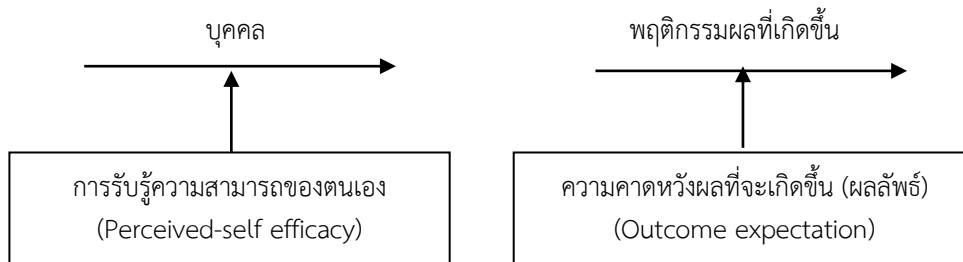 บุคคล
พฤติกรรมผลที่เกิดขึ้น
การรับรู้ความสามารถของตนเอง
(Perceived-self efficacy)
ความคาดหวังผลที่จะเกิดขึ้น (ผลลัพธ์)
(Outcome expectation)